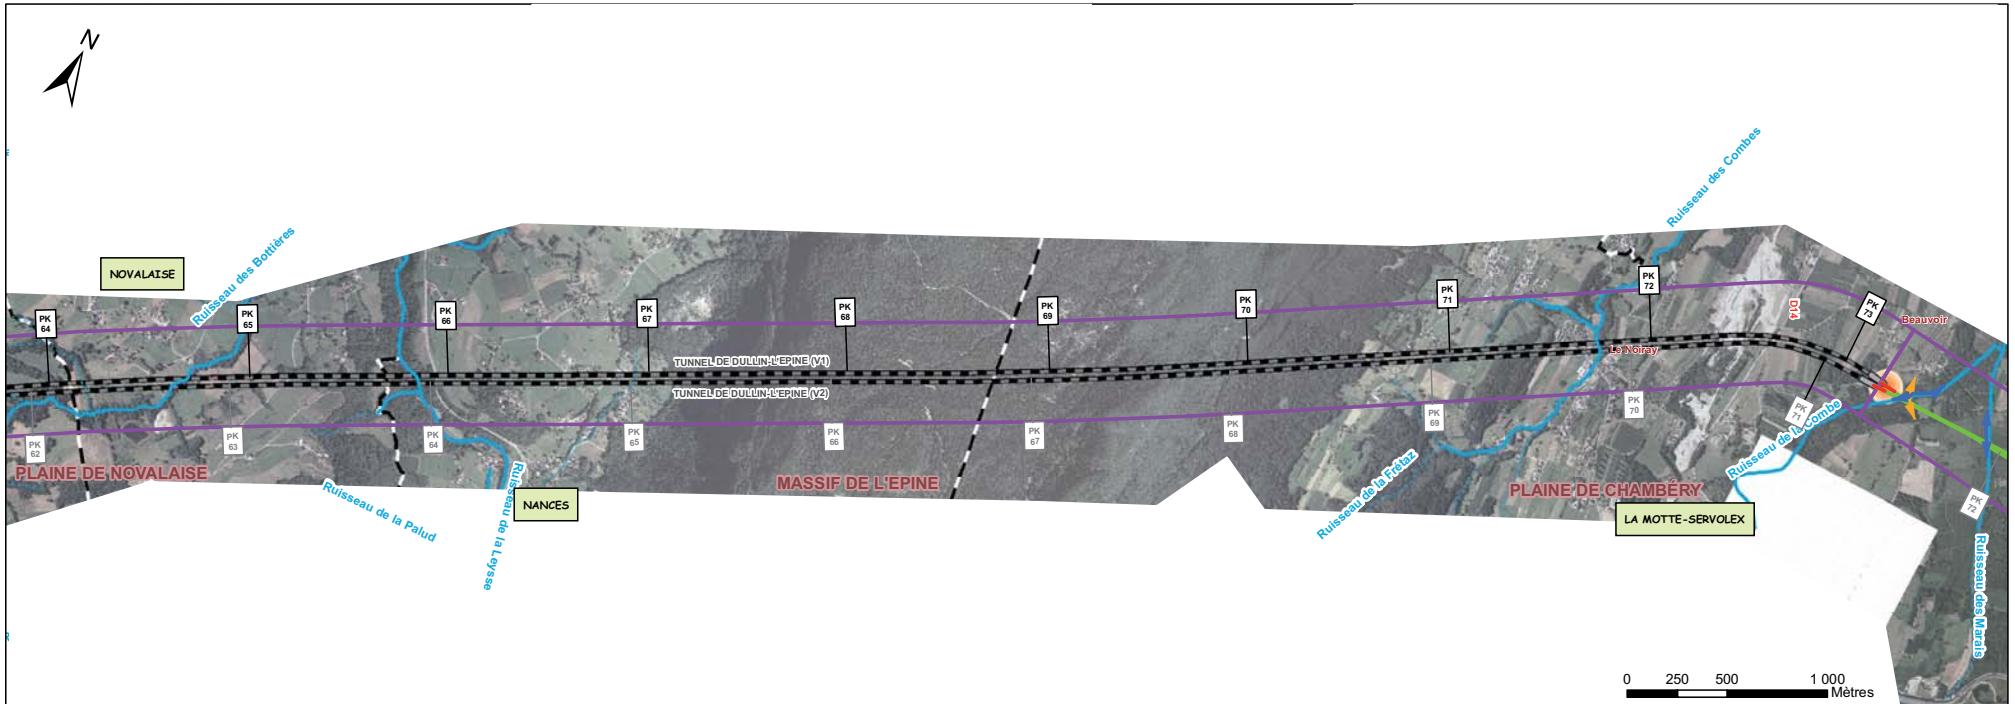 N
Ruisseau des Combes
Ruisseau des Bottières
NOVALAISE
PK
64
PK
65
PK
66
PK
67
PK
68
PK
69
PK
70
PK
71
PK
72
PK
73
D14
Beauvoir
Le Noiray
TUNNEL DE DULLIN-L'EPINE (V1)
TUNNEL DE DULLIN-L'EPINE (V2)
PK
62
PK
63
PK
64
PK
65
PK
66
PK
67
PK
68
PK
69
PK
70
PK
71
PK
72
PLAINE DE NOVALAISE
MASSIF DE L'EPINE
PLAINE DE CHAMBÉRY
Ruisseau de la Combe
Ruisseau de la Frétaz
Ruisseau de la Palud
Ruisseau de la Leysse
NANCES
LA MOTTE-SERVOLEX
Ruisseau des Marais
0 250 500 1 000
Mètres